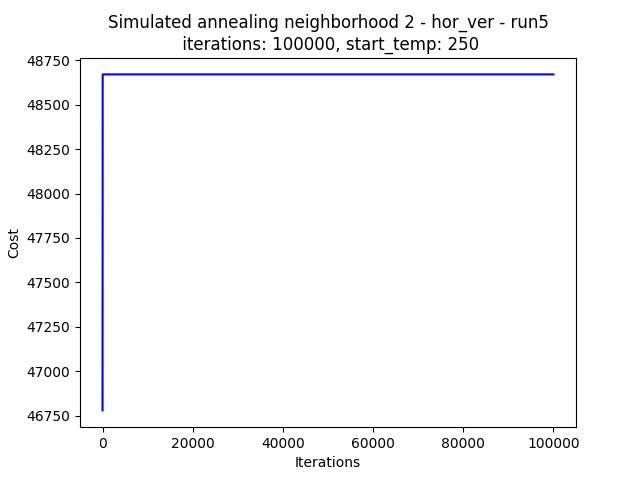 Simulated annealing neighborhood 2 - hor_ver - run5
iterations: 100000, start_temp: 250
48750
48500
48250
48000
47750
47500
47250
47000
46750
Cost
0 20000 40000 60000 80000 100000
Iterations